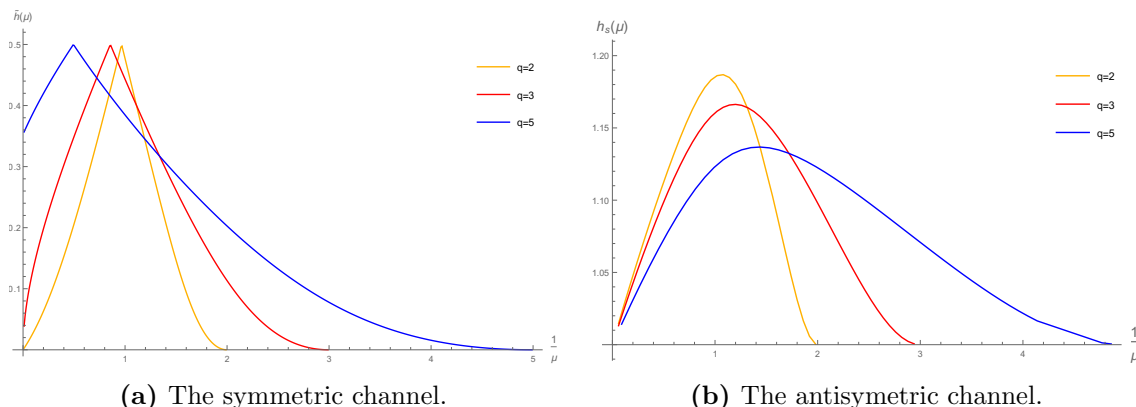 h̃(μ)
0.5
0.4
0.3
0.2
0.1
1
2
3
4
5
1/μ
q=2
q=3
q=5
(a) The symmetric channel.
h_s(μ)
1.20
1.15
1.10
1.05
1
2
3
4
1/μ
q=2
q=3
q=5
(b) The antisymetric channel.